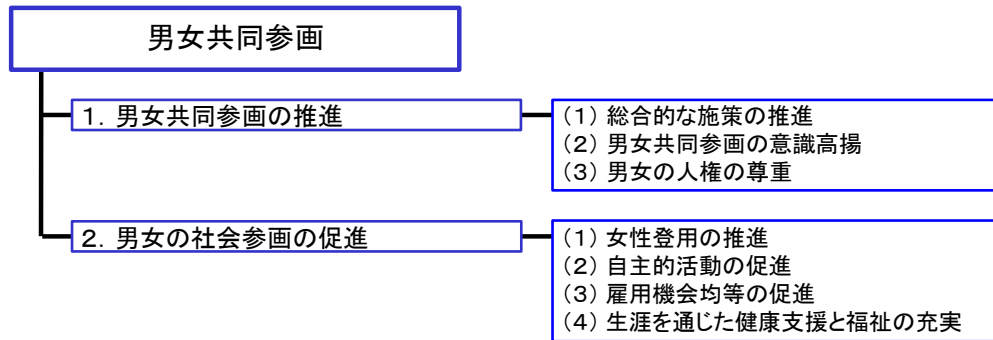 男女共同参画
1．男女共同参画の推進
（1）総合的な施策の推進
（2）男女共同参画の意識高揚
（3）男女の人権の尊重
2．男女の社会参画の促進
（1）女性登用の推進
（2）自主的活動の促進
（3）雇用機会均等の促進
（4）生涯を通じた健康支援と福祉の充実